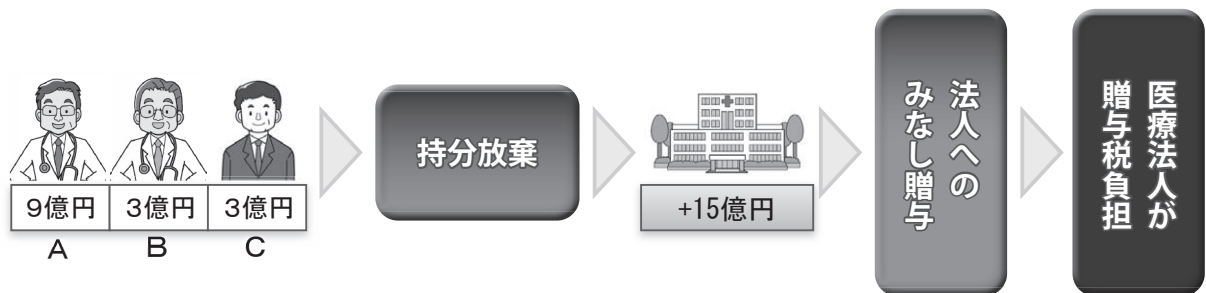 9億円
3億円
3億円
A
B
C
持分放棄
+15億円
法人への
みなし贈与
医療法人が
贈与税負担